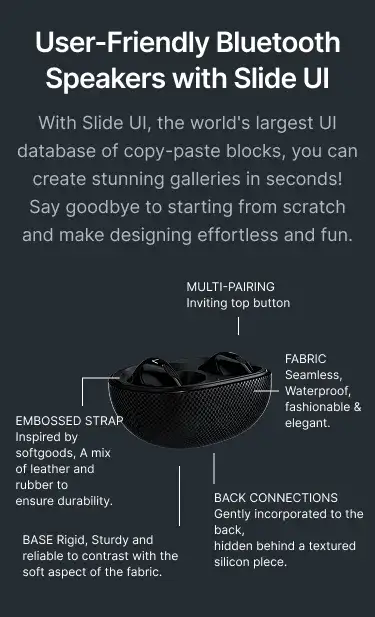 User-Friendly Bluetooth
Speakers with Slide UI
With Slide UI, the world's largest UI
database of copy-paste blocks, you can
create stunning galleries in seconds!
Say goodbye to starting from scratch
and make designing effortless and fun.
MULTI-PAIRING
Inviting top button
FABRIC
Seamless,
Waterproof,
fashionable &
elegant.
EMBOSSED STRAP
Inspired by
softgoods, A mix
of leather and
rubber to
ensure durability.
BACK CONNECTIONS
Gently incorporated to the
back,
hidden behind a textured
silicon plece.
BASE Rigid, Sturdy and
reliable to contrast with the
soft aspect of the fabric.